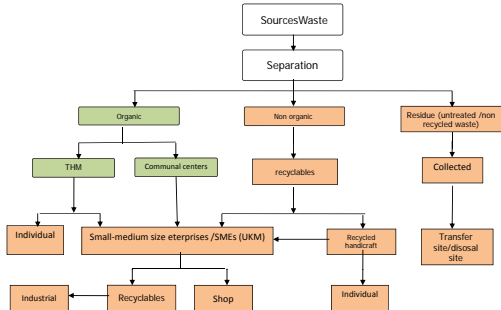 SourcesWaste
Separation
Organic
Non organic
Residue (untreated /non
recycled waste)
THM
Communal centers
recyclables
Collected
Individual
Small-medium size eterprises /SMEs (UKM)
Recycled
handicraft
Transfer
site/disosal
site
Industrial
Recyclables
Shop
Individual